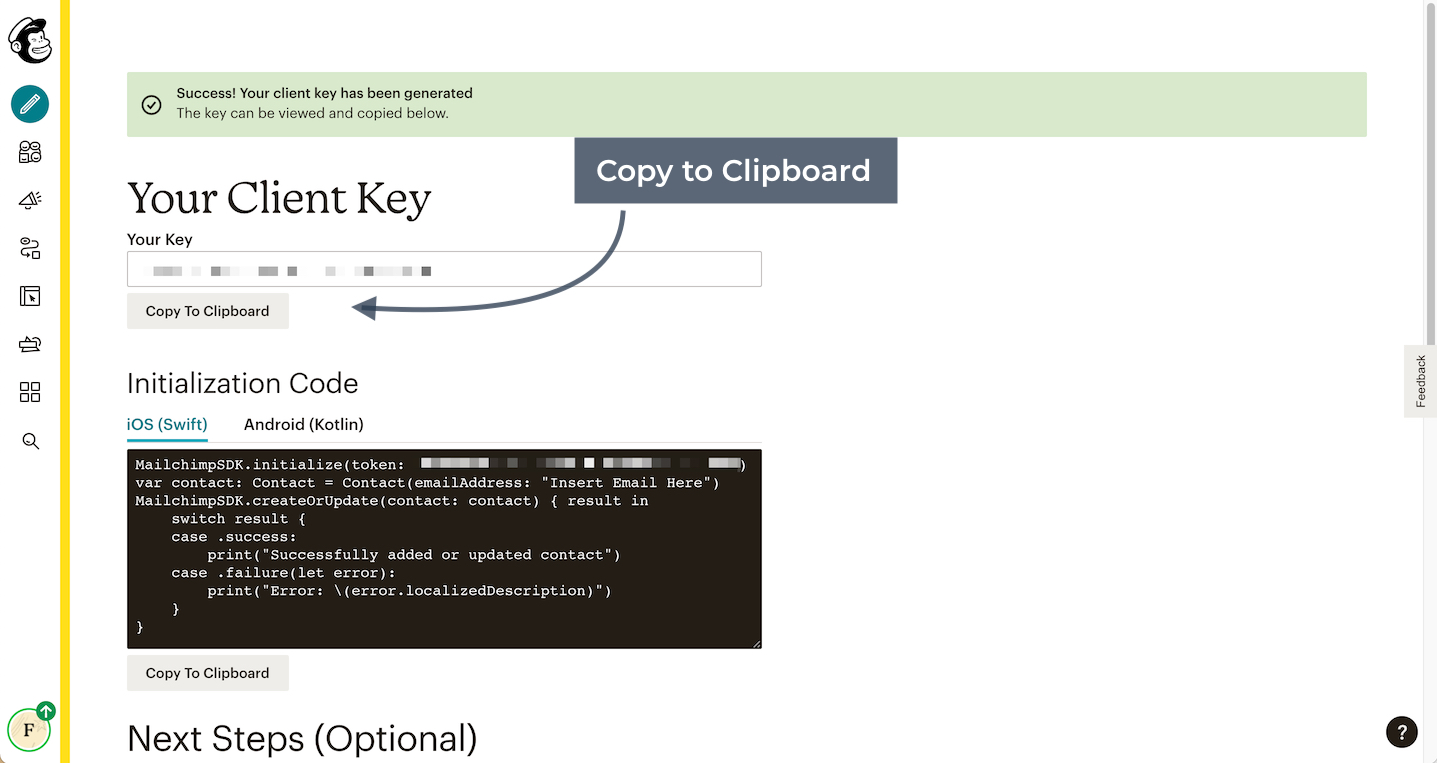 Success! Your client key has been generated
The key can be viewed and copied below.
Copy to Clipboard
Your Client Key
Your Key
Copy To Clipboard
Initialization Code
iOS (Swift)
Android (Kotlin)
MailchimpSDK.initialize(token: )
var contact: Contact = Contact(emailAddress: "Insert Email Here")
MailchimpSDK.createOrUpdate(contact: contact) { result in
    switch result {
    case .success:
        print("Successfully added or updated contact")
    case .failure(let error):
        print("Error: \(error.localizedDescription)")
    }
}
Copy To Clipboard
Next Steps (Optional)
Feedback
F
?